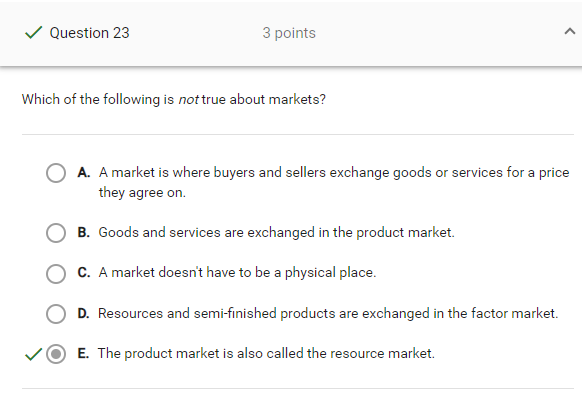 Question 23 3 points
Which of the following is not true about markets?
A. A market is where buyers and sellers exchange goods or services for a price
they agree on.
B. Goods and services are exchanged in the product market.
C. A market doesn't have to be a physical place.
D. Resources and semi-finished products are exchanged in the factor market.
E. The product market is also called the resource market.